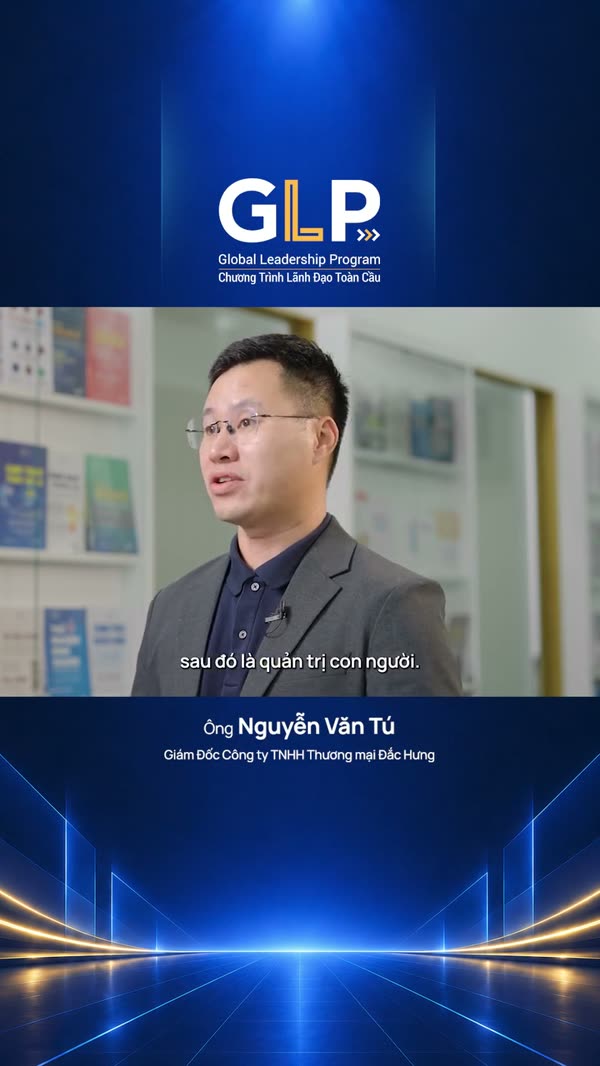 GLP
Global Leadership Program
Chương Trình Lãnh Đạo Toàn Cầu
sau đó là quản trị con người.
Ông Nguyễn Văn Tú
Giám Đốc Công ty TNHH Thương mại Đắc Hưng